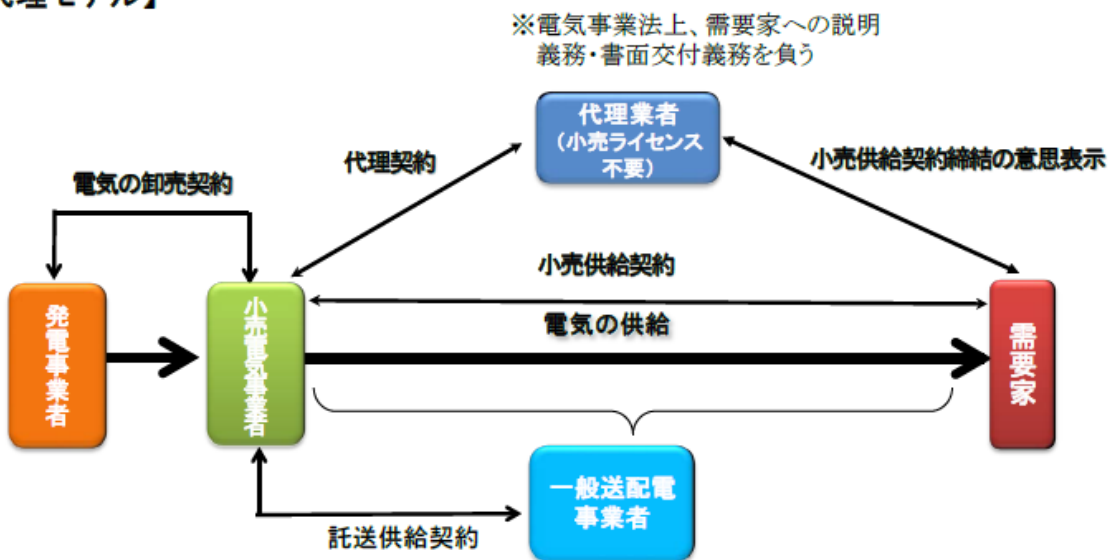 代理モデル】
※電気事業法上、需要家への説明
義務・書面交付義務を負う
代理業者
(小売ライセンス
不要)
代理契約
小売供給契約締結の意思表示
電気の卸売契約
小売供給契約
電気の供給
発電事業者
小売電気事業者
需要家
一般送配電
事業者
託送供給契約